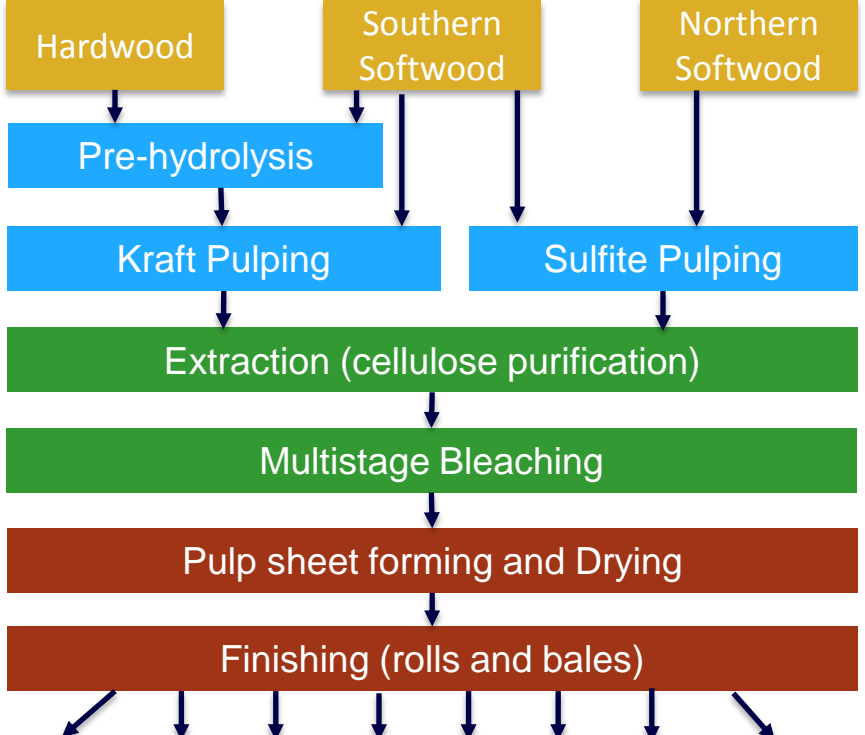 Hardwood
Southern
Softwood
Northern
Softwood
Pre-hydrolysis
Kraft Pulping
Sulfite Pulping
Extraction (cellulose purification)
Multistage Bleaching
Pulp sheet forming and Drying
Finishing (rolls and bales)